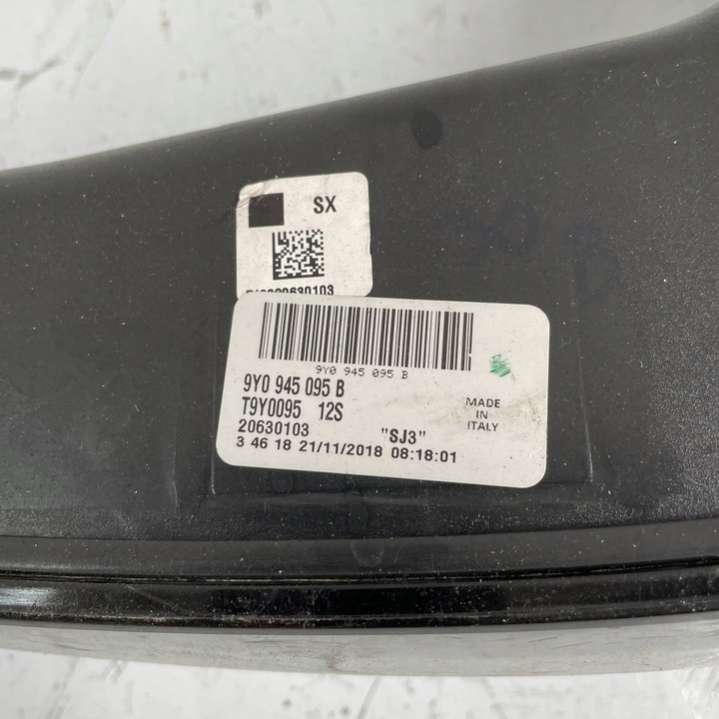 SX
9Y0 945 095 B
9Y0 945 095 B
T9Y0095 12S
20630103 "SJ3"
3 46 18 21/11/2018 08:18:01
MADE
IN
ITALY